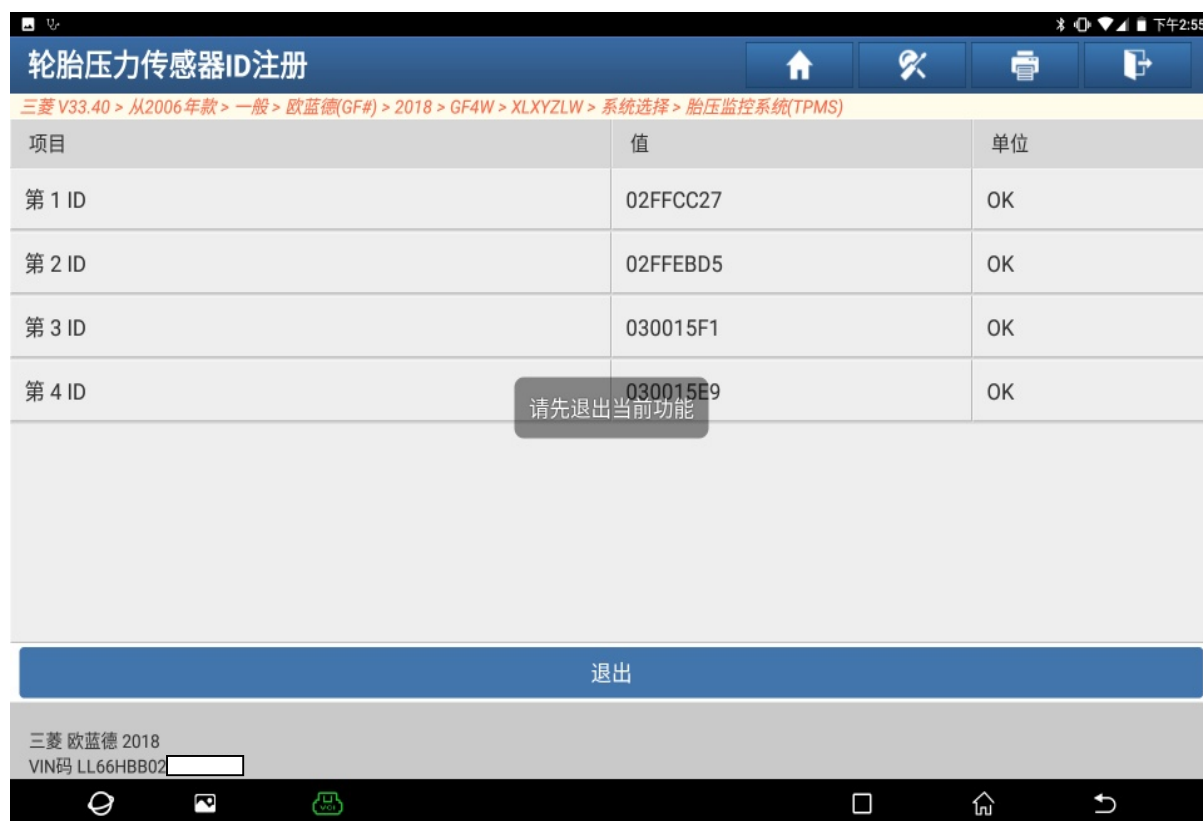 下午2:55
轮胎压力传感器ID注册
三菱 V33.40 > 从2006年款 > 一般 > 欧蓝德(GF#) > 2018 > GF4W > XLXYZLW > 系统选择 > 胎压监控系统(TPMS)
项目 值 单位
第 1 ID 02FFCC27 OK
第 2 ID 02FFEBD5 OK
第 3 ID 030015F1 OK
第 4 ID 030015E9 OK
请先退出当前功能
退出
三菱 欧蓝德 2018
VIN码 LL66HBB02
VCI